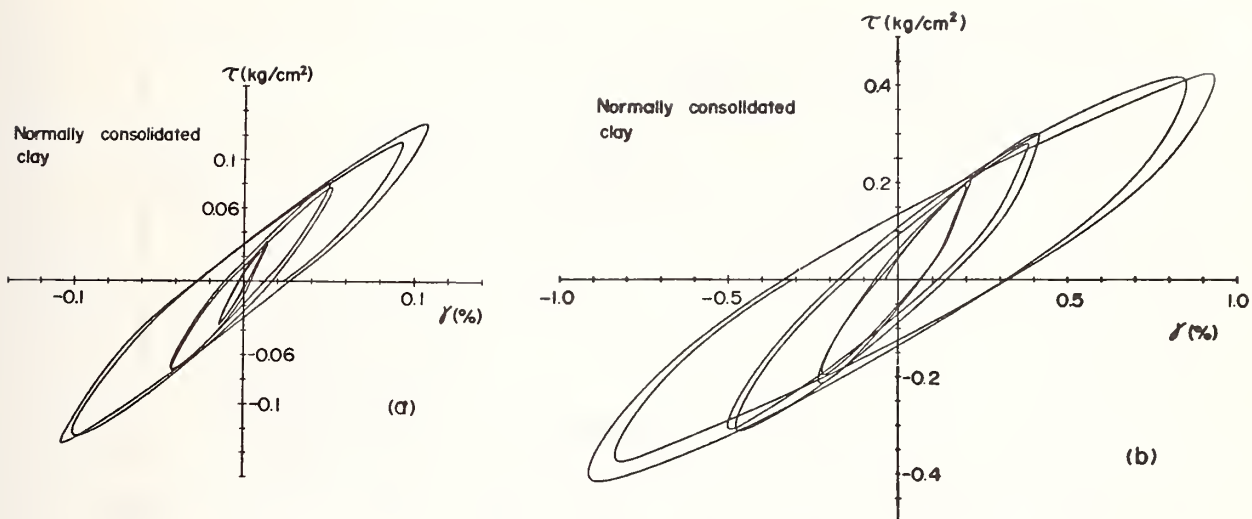 τ (kg/cm²)
Normally consolidated
clay
0.1
0.06
-0.1
0.1
γ (%)
-0.06
-0.1
(a)
τ (kg/cm²)
Normally consolidated
clay
0.4
0.2
-1.0
-0.5
0.5
1.0
γ (%)
-0.2
-0.4
(b)